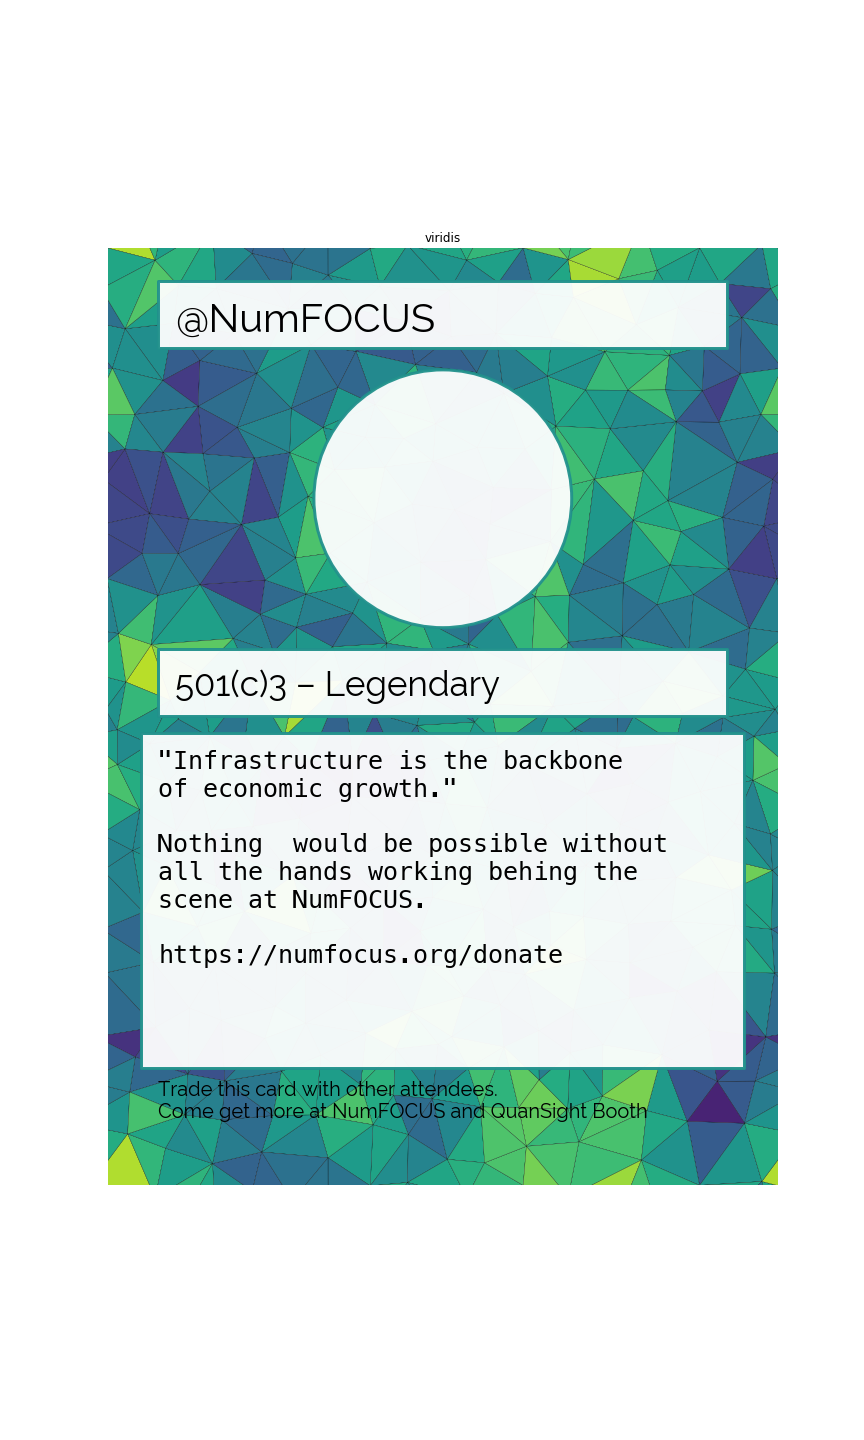 viridis
@NumFOCUS
501(c)3 – Legendary
"Infrastructure is the backbone
of economic growth."
Nothing  would be possible without
all the hands working behing the
scene at NumFOCUS.
https://numfocus.org/donate
Trade this card with other attendees.
Come get more at NumFOCUS and QuanSight Booth